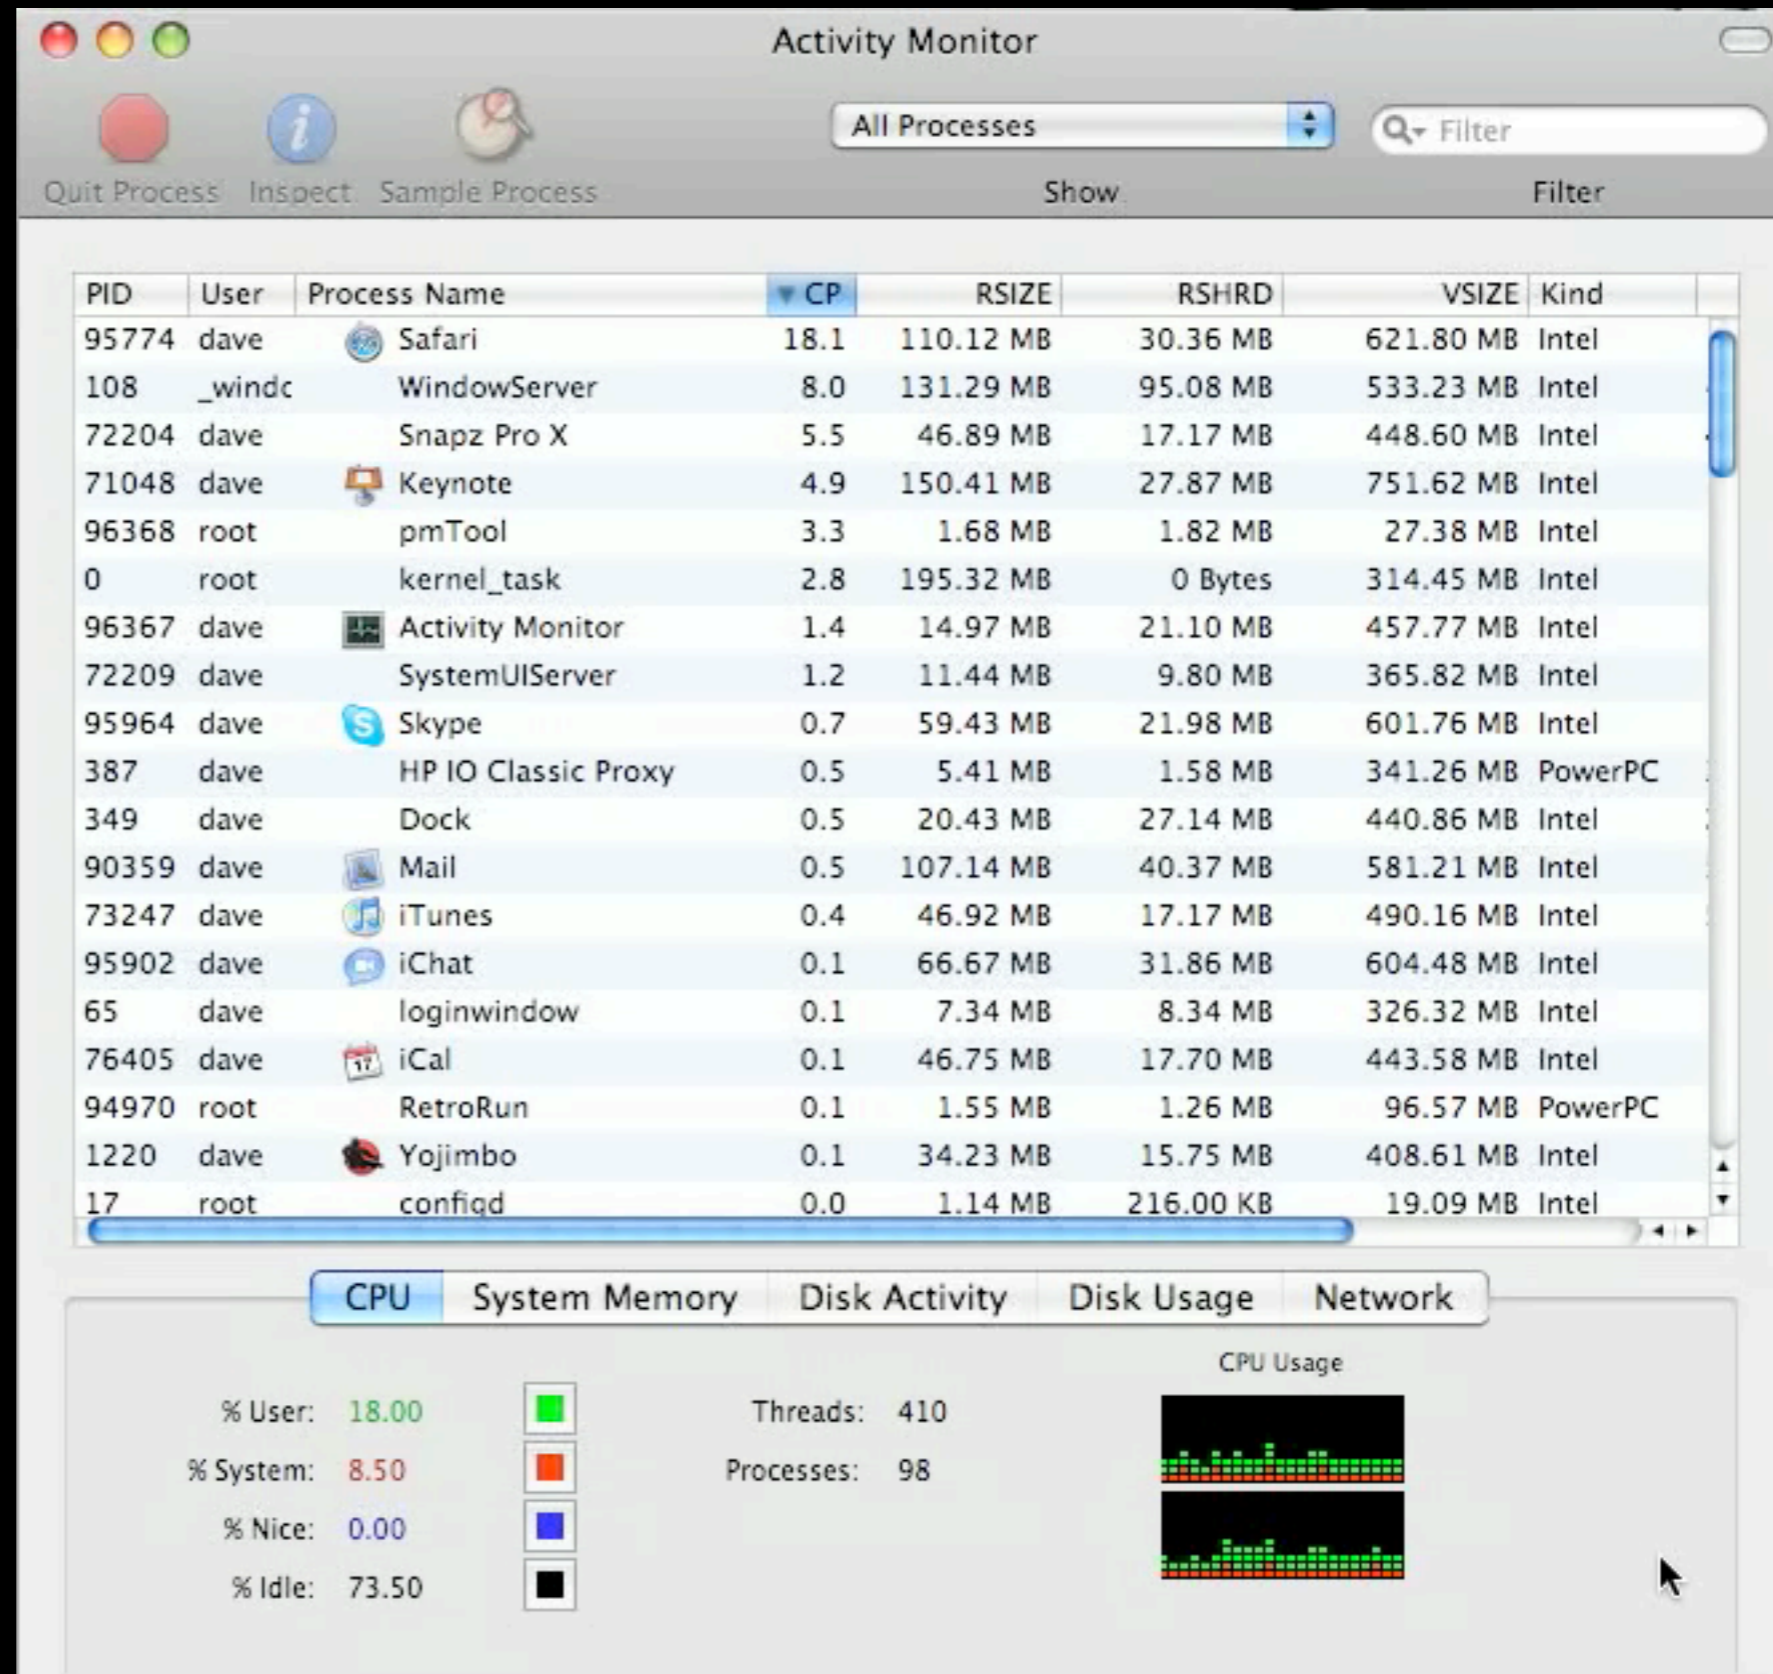 Activity Monitor
All Processes
Filter
Quit Process Inspect Sample Process Show Filter
PID User Process Name CP RSIZE RSHRD VSIZE Kind
95774 dave Safari 18.1 110.12 MB 30.36 MB 621.80 MB Intel
108 _windc WindowServer 8.0 131.29 MB 95.08 MB 533.23 MB Intel
72204 dave Snapz Pro X 5.5 46.89 MB 17.17 MB 448.60 MB Intel
71048 dave Keynote 4.9 150.41 MB 27.87 MB 751.62 MB Intel
96368 root pmTool 3.3 1.68 MB 1.82 MB 27.38 MB Intel
0 root kernel_task 2.8 195.32 MB 0 Bytes 314.45 MB Intel
96367 dave Activity Monitor 1.4 14.97 MB 21.10 MB 457.77 MB Intel
72209 dave SystemUIServer 1.2 11.44 MB 9.80 MB 365.82 MB Intel
95964 dave Skype 0.7 59.43 MB 21.98 MB 601.76 MB Intel
387 dave HP IO Classic Proxy 0.5 5.41 MB 1.58 MB 341.26 MB PowerPC
349 dave Dock 0.5 20.43 MB 27.14 MB 440.86 MB Intel
90359 dave Mail 0.5 107.14 MB 40.37 MB 581.21 MB Intel
73247 dave iTunes 0.4 46.92 MB 17.17 MB 490.16 MB Intel
95902 dave iChat 0.1 66.67 MB 31.86 MB 604.48 MB Intel
65 dave loginwindow 0.1 7.34 MB 8.34 MB 326.32 MB Intel
76405 dave iCal 0.1 46.75 MB 17.70 MB 443.58 MB Intel
94970 root RetroRun 0.1 1.55 MB 1.26 MB 96.57 MB PowerPC
1220 dave Yojimbo 0.1 34.23 MB 15.75 MB 408.61 MB Intel
17 root configd 0.0 1.14 MB 216.00 KB 19.09 MB Intel
CPU System Memory Disk Activity Disk Usage Network
CPU Usage
% User: 18.00 Threads: 410
% System: 8.50 Processes: 98
% Nice: 0.00
% Idle: 73.50